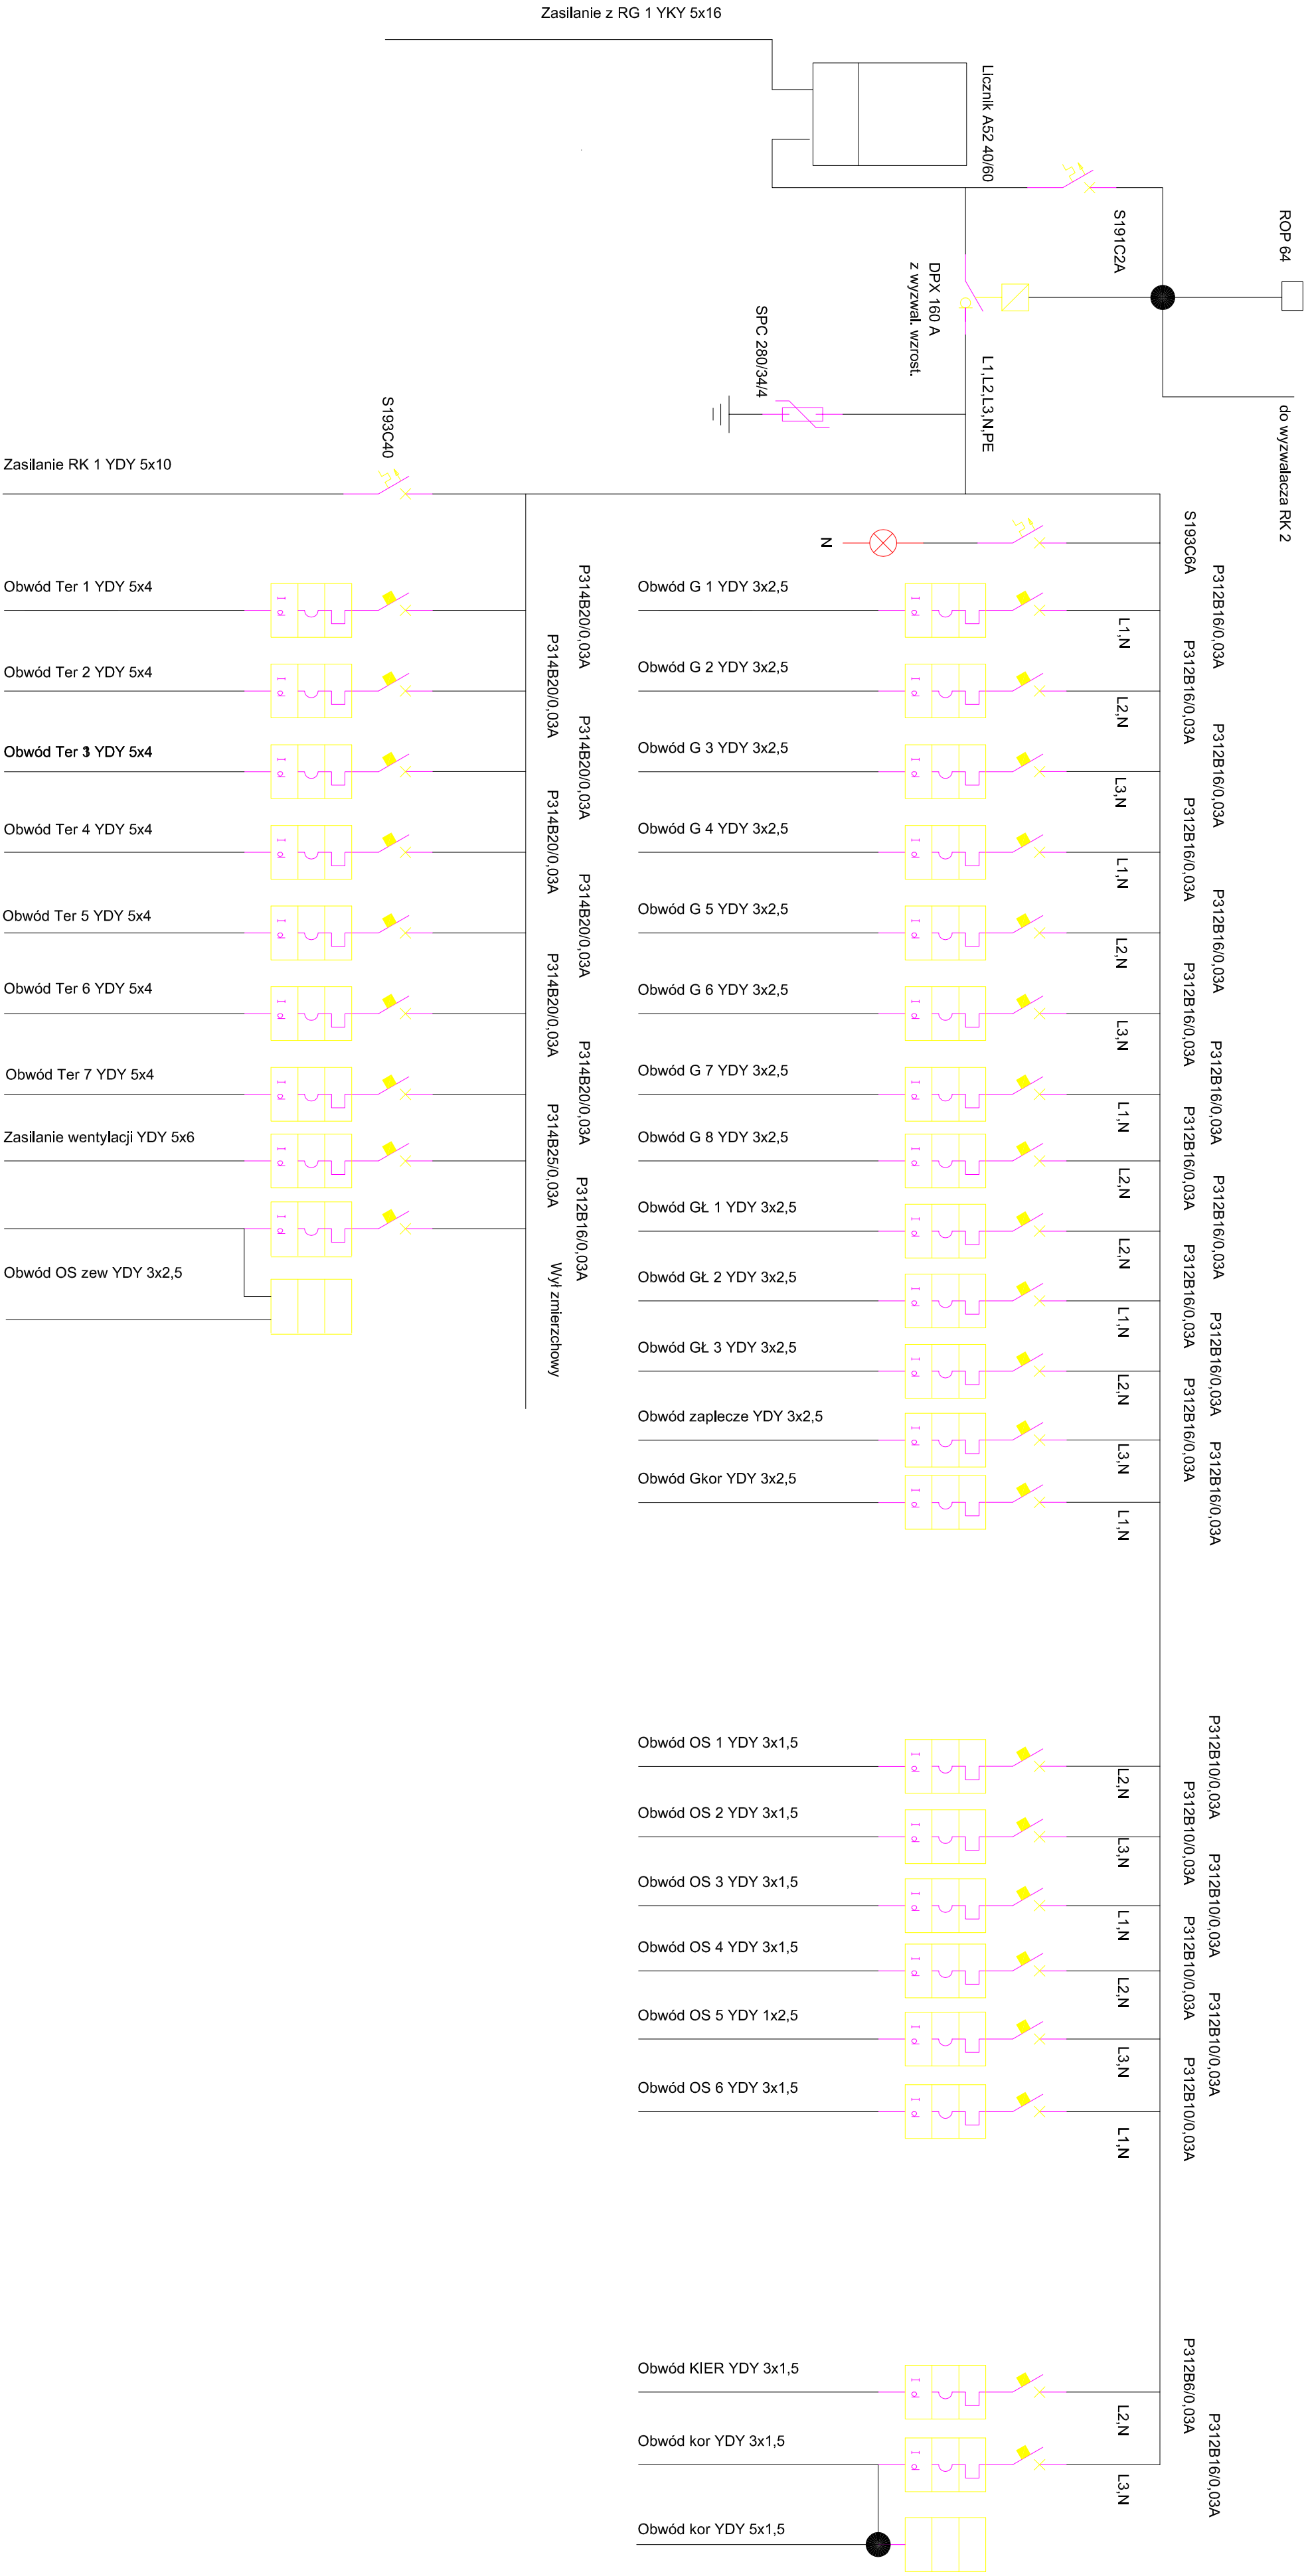 Zasilanie z RG 1 YKY 5x16
Licznik A52 40/60
S191C2A
ROP 64
DPX 160 A
z wyzwal. wzrost.
SPC 280/34/4
L1,L2,L3,N,PE
do wyzwalacza RK 2
S193C40
Zasilanie RK 1 YDY 5x10
S193C6A
N
Obwód Ter 1 YDY 5x4
I d
P314B20/0,03A
Obwód Ter 2 YDY 5x4
I d
P314B20/0,03A
Obwód Ter 3 YDY 5x4
I d
P314B20/0,03A
Obwód Ter 4 YDY 5x4
I d
P314B20/0,03A
Obwód Ter 5 YDY 5x4
I d
P314B20/0,03A
Obwód Ter 6 YDY 5x4
I d
P314B20/0,03A
Obwód Ter 7 YDY 5x4
I d
P314B20/0,03A
Zasilanie wentylacji YDY 5x6
I d
P314B25/0,03A
I d
P312B16/0,03A
Obwód OS zew YDY 3x2,5
Wył zmierzchowy
Obwód G 1 YDY 3x2,5
I d
L1,N
P312B16/0,03A
Obwód G 2 YDY 3x2,5
I d
L2,N
P312B16/0,03A
Obwód G 3 YDY 3x2,5
I d
L3,N
P312B16/0,03A
Obwód G 4 YDY 3x2,5
I d
L1,N
P312B16/0,03A
Obwód G 5 YDY 3x2,5
I d
L2,N
P312B16/0,03A
Obwód G 6 YDY 3x2,5
I d
L3,N
P312B16/0,03A
Obwód G 7 YDY 3x2,5
I d
L1,N
P312B16/0,03A
Obwód G 8 YDY 3x2,5
I d
L2,N
P312B16/0,03A
Obwód GŁ 1 YDY 3x2,5
I d
L2,N
P312B16/0,03A
Obwód GŁ 2 YDY 3x2,5
I d
L1,N
P312B16/0,03A
Obwód GŁ 3 YDY 3x2,5
I d
L2,N
P312B16/0,03A
Obwód zaplecze YDY 3x2,5
I d
L3,N
P312B16/0,03A
Obwód Gkor YDY 3x2,5
I d
L1,N
P312B16/0,03A
Obwód OS 1 YDY 3x1,5
I d
L2,N
P312B10/0,03A
Obwód OS 2 YDY 3x1,5
I d
L3,N
P312B10/0,03A
Obwód OS 3 YDY 3x1,5
I d
L1,N
P312B10/0,03A
Obwód OS 4 YDY 3x1,5
I d
L2,N
P312B10/0,03A
Obwód OS 5 YDY 1x2,5
I d
L3,N
P312B10/0,03A
Obwód OS 6 YDY 3x1,5
I d
L1,N
P312B10/0,03A
Obwód KIER YDY 3x1,5
I d
L2,N
P312B6/0,03A
Obwód kor YDY 3x1,5
I d
L3,N
P312B16/0,03A
Obwód kor YDY 5x1,5